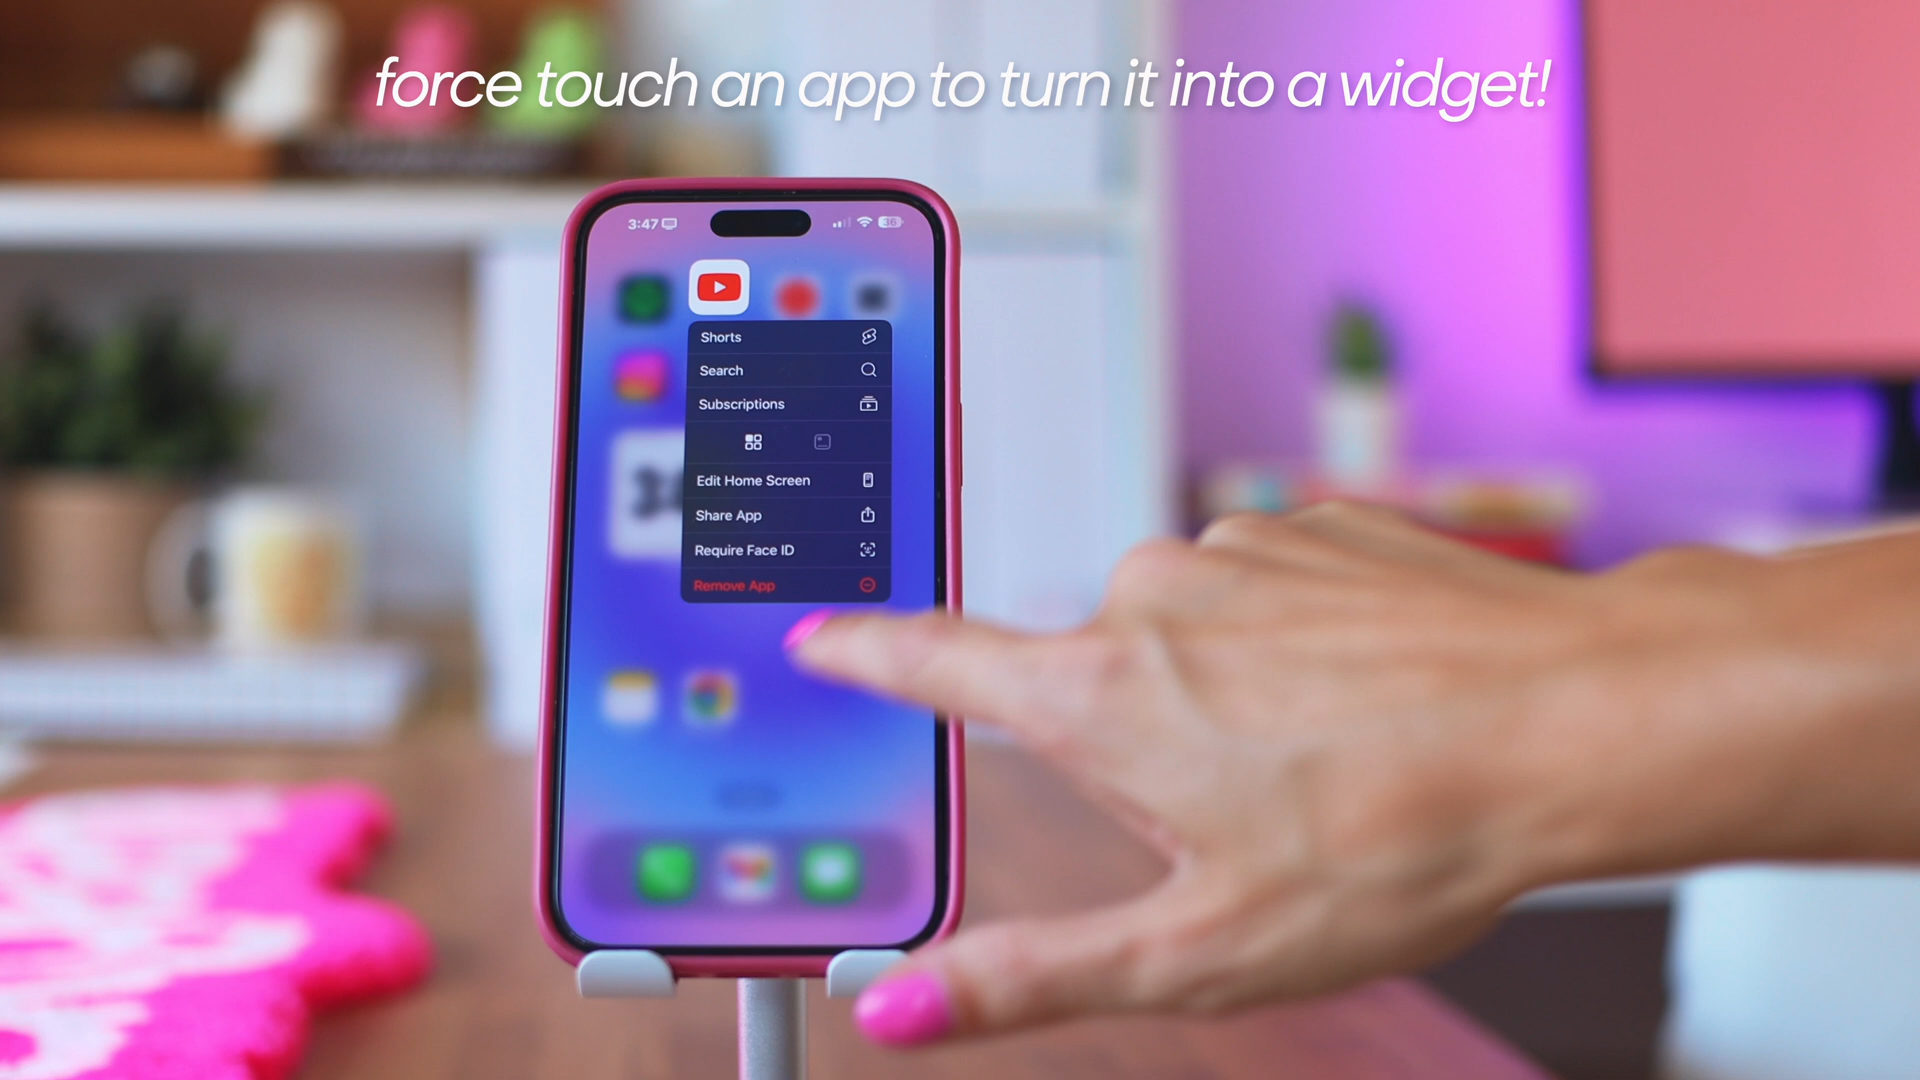 force touch an app to turn it into a widget!
3:47
36
Shorts
Search
Subscriptions
Edit Home Screen
Share App
Require Face ID
Remove App